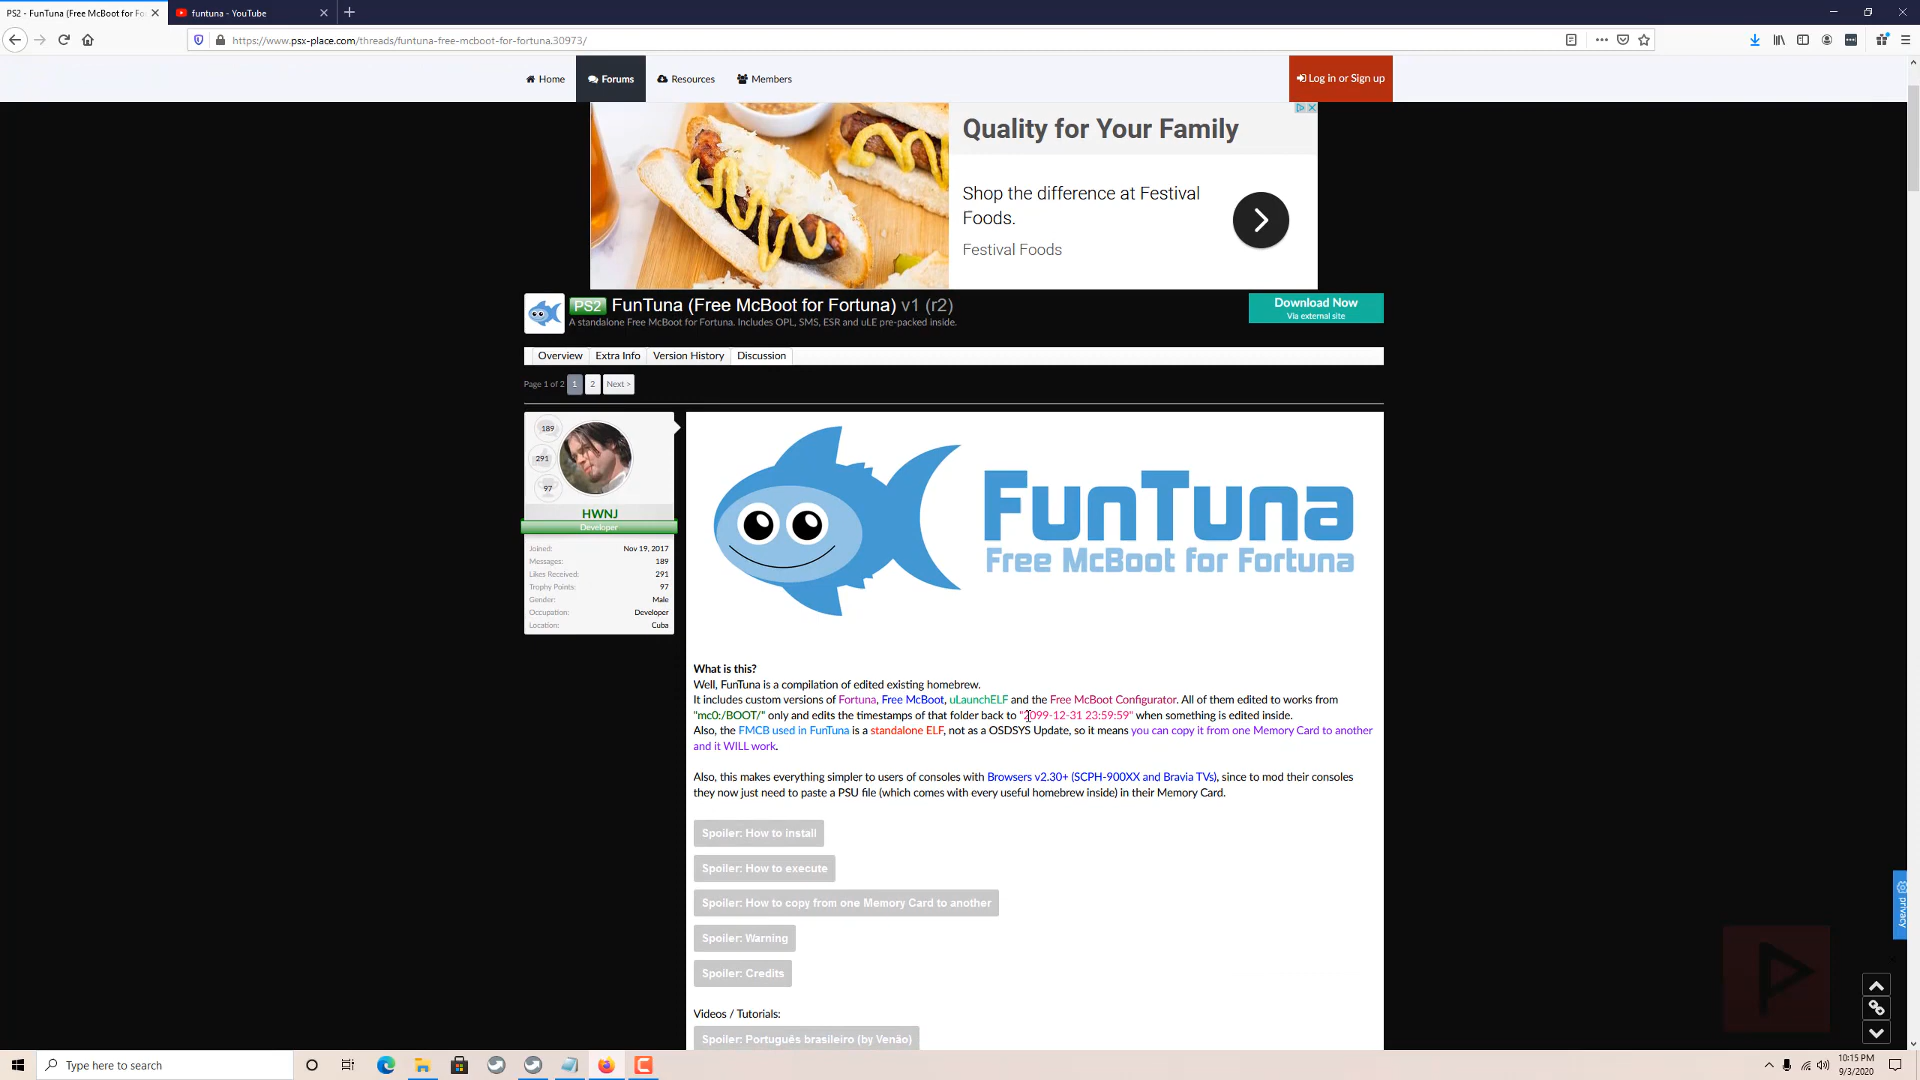 PS2 - FunTuna (Free McBoot for Fo
funtuna - YouTube
https://www.psx-place.com/threads/funtuna-free-mcboot-for-fortuna.30973/
Home
Forums
Resources
Members
Log in or Sign up
Quality for Your Family
Shop the difference at Festival
Foods.
Festival Foods
PS2 FunTuna (Free McBoot for Fortuna) v1 (r2)
A standalone Free McBoot for Fortuna. Includes OPL, SMS, ESR and uLE pre-packed inside.
Download Now
Via external site
Overview Extra Info Version History Discussion
Page 1 of 2 1 2 Next >
189
291
97
HWNJ
Developer
Joined: Nov 19, 2017
Messages: 189
Likes Received: 291
Trophy Points: 97
Gender: Male
Occupation: Developer
Location: Cuba
FunTuna
Free McBoot for Fortuna
What is this?
Well, FunTuna is a compilation of edited existing homebrew.
It includes custom versions of Fortuna, Free McBoot, uLaunchELF and the Free McBoot Configurator. All of them edited to works from
"mc0:/BOOT/" only and edits the timestamps of that folder back to "2099-12-31 23:59:59" when something is edited inside.
Also, the FMCB used in FunTuna is a standalone ELF, not as a OSDSYS Update, so it means you can copy it from one Memory Card to another
and it WILL work.
Also, this makes everything simpler to users of consoles with Browsers v2.30+ (SCPH-900XX and Bravia TVs), since to mod their consoles
they now just need to paste a PSU file (which comes with every useful homebrew inside) in their Memory Card.
Spoiler: How to install
Spoiler: How to execute
Spoiler: How to copy from one Memory Card to another
Spoiler: Warning
Spoiler: Credits
Videos / Tutorials:
Spoiler: Português brasileiro (by Venão)
privacy
Type here to search
10:15 PM
9/3/2020